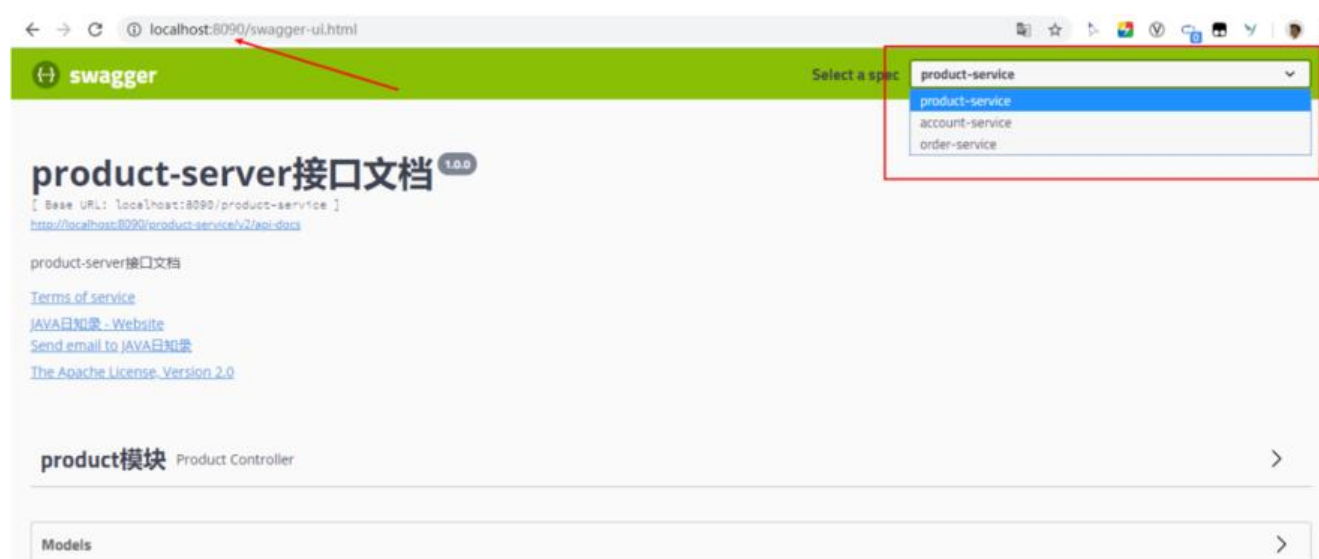 localhost:8090/swagger-ui.html
0
swagger
Select a spec
product-service
product-service
account-service
order-service
product-server接口文档 1.0.0
[ Base URL: localhost:8090/product-service ]
http://localhost:8090/product-service/v2/api-docs
product-server接口文档
Terms of service
JAVA日知录 - Website
Send email to JAVA日知录
The Apache License, Version 2.0
product模块 Product Controller
Models